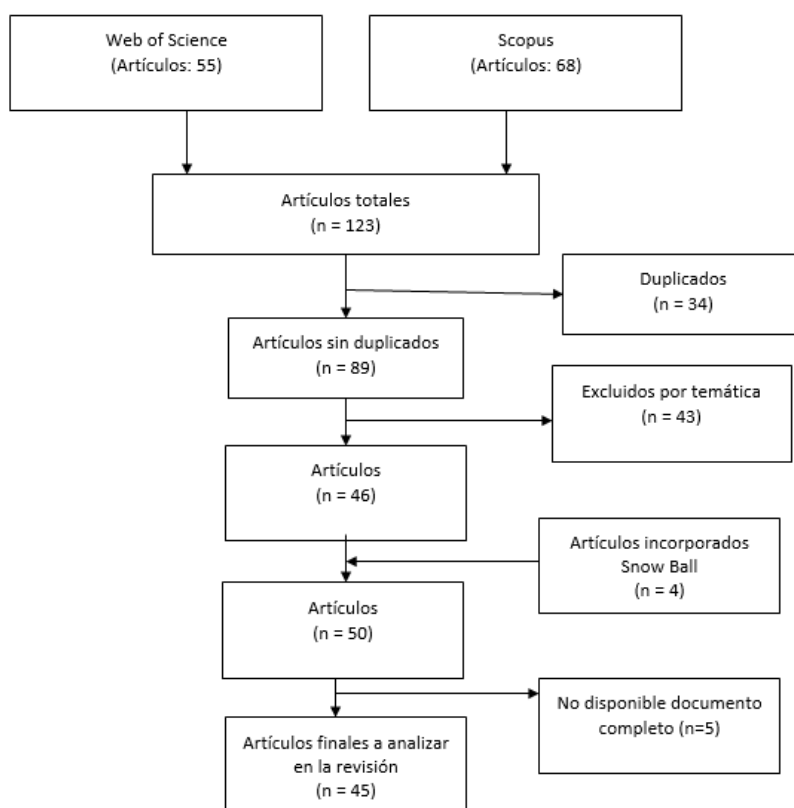 Web of Science
(Artículos: 55)
Scopus
(Artículos: 68)
Artículos totales
(n = 123)
Duplicados
(n = 34)
Artículos sin duplicados
(n = 89)
Excluidos por temática
(n = 43)
Artículos
(n = 46)
Artículos incorporados
Snow Ball
(n = 4)
Artículos
(n = 50)
No disponible documento
completo (n=5)
Artículos finales a analizar
en la revisión
(n = 45)